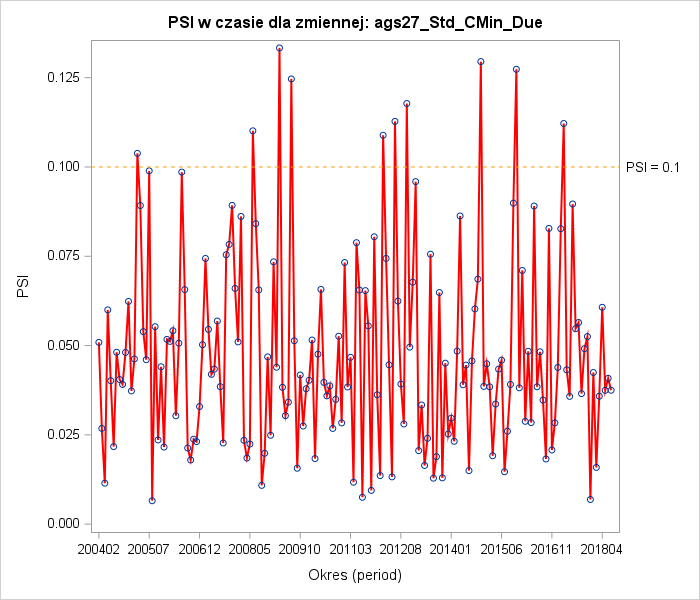 PSI w czasie dla zmiennej: ags27_Std_CMin_Due
0.125
0.100
PSI = 0.1
0.075
PSI
0.050
0.025
0.000
200402 200507 200612 200805 200910 201103 201208 201401 201506 201611 201804
Okres (period)